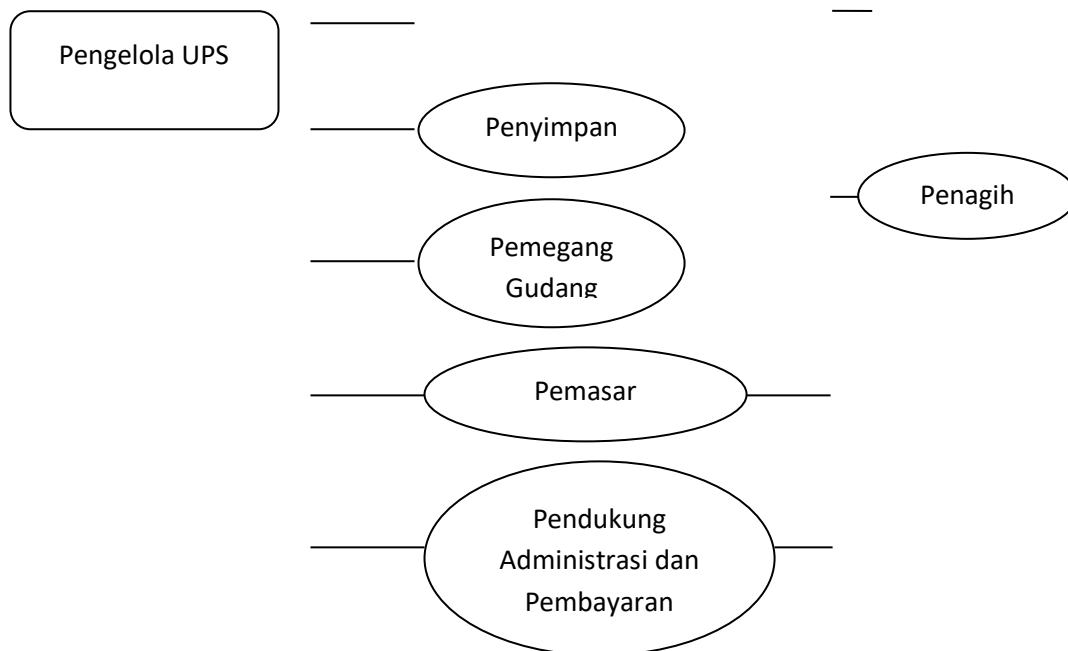 Pengelola UPS
Penyimpan
Penagih
Pemegang
Gudang
Pemasar
Pendukung
Administrasi dan
Pembayaran